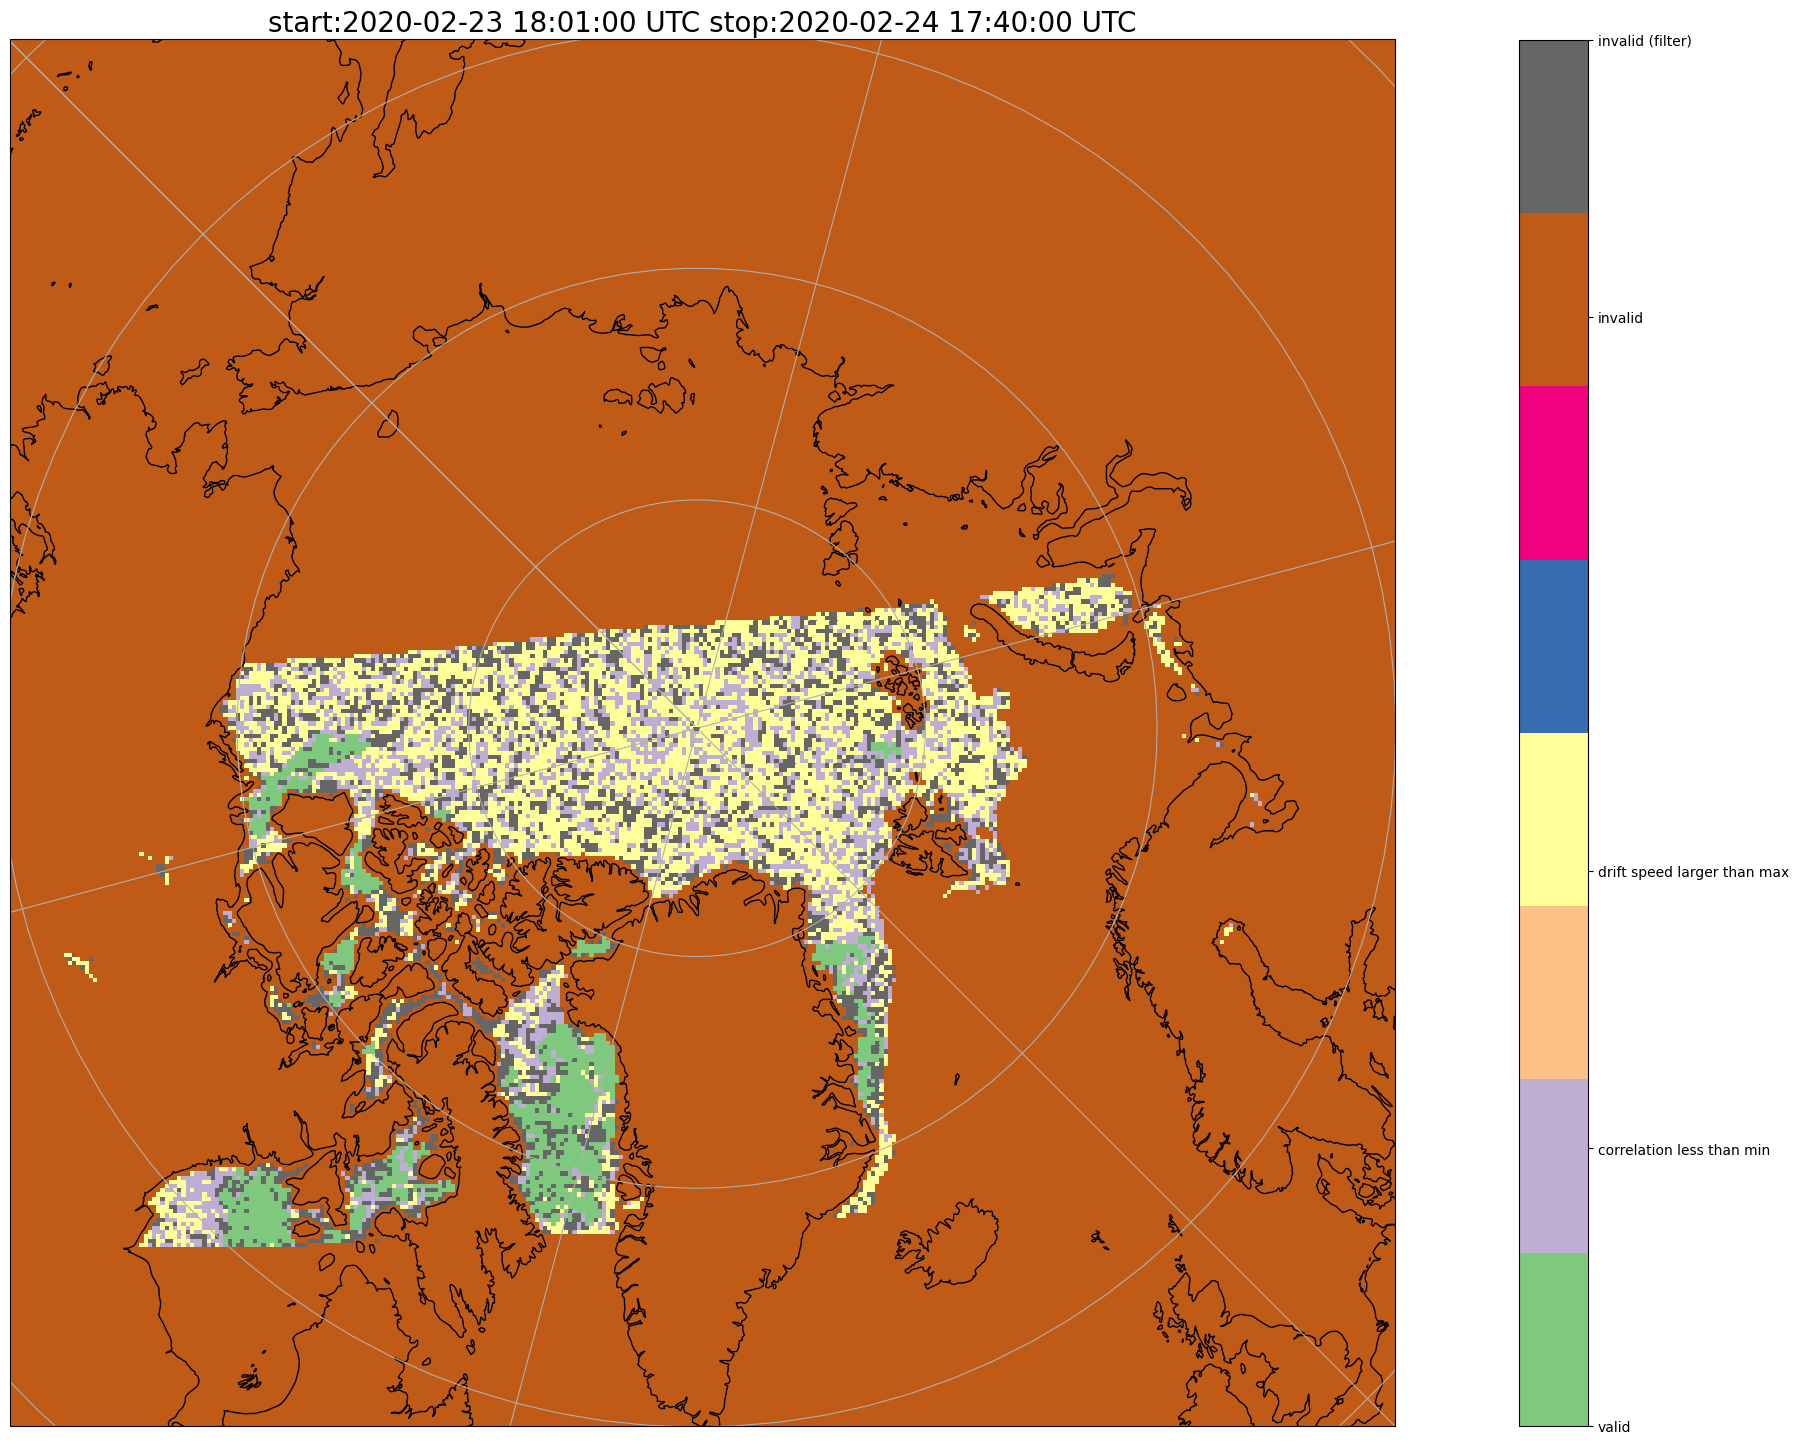 start:2020-02-23 18:01:00 UTC stop:2020-02-24 17:40:00 UTC
invalid (filter)
invalid
drift speed larger than max
correlation less than min
valid